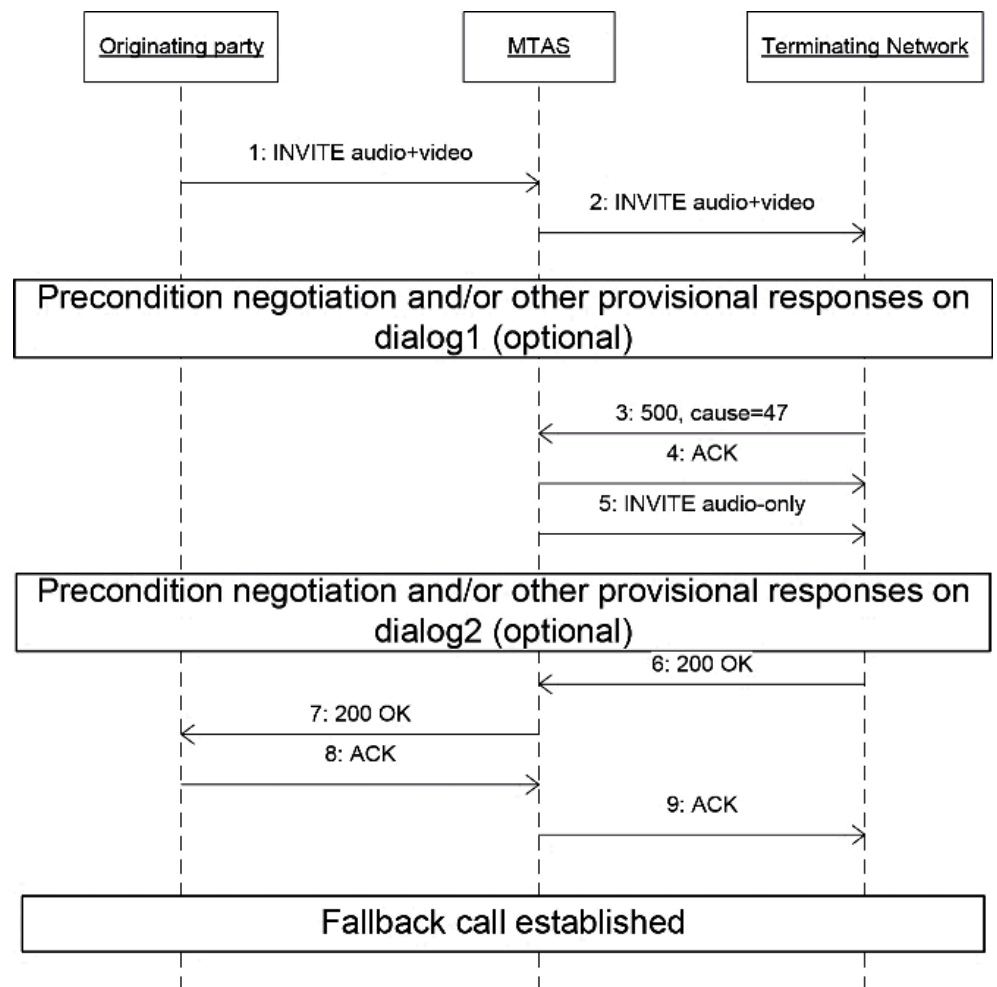 Originating party
MTAS
Terminating Network
1: INVITE audio+video
2: INVITE audio+video
Precondition negotiation and/or other provisional responses on
dialog1 (optional)
3: 500, cause=47
4: ACK
5: INVITE audio-only
Precondition negotiation and/or other provisional responses on
dialog2 (optional)
6: 200 OK
7: 200 OK
8: ACK
9: ACK
Fallback call established